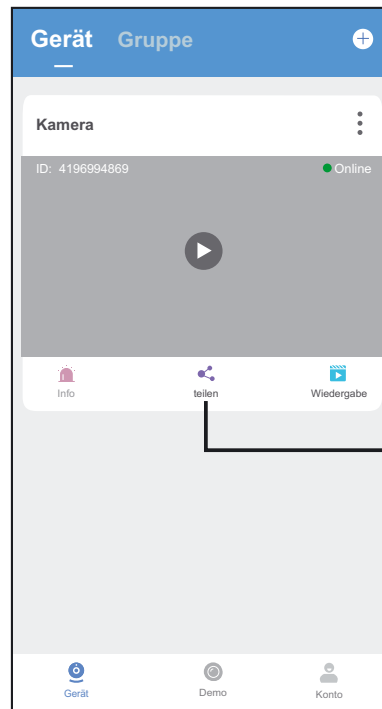 Gerät Gruppe
Kamera
ID: 4196994869 Online
Info teilen Wiedergabe
Gerät Demo Konto